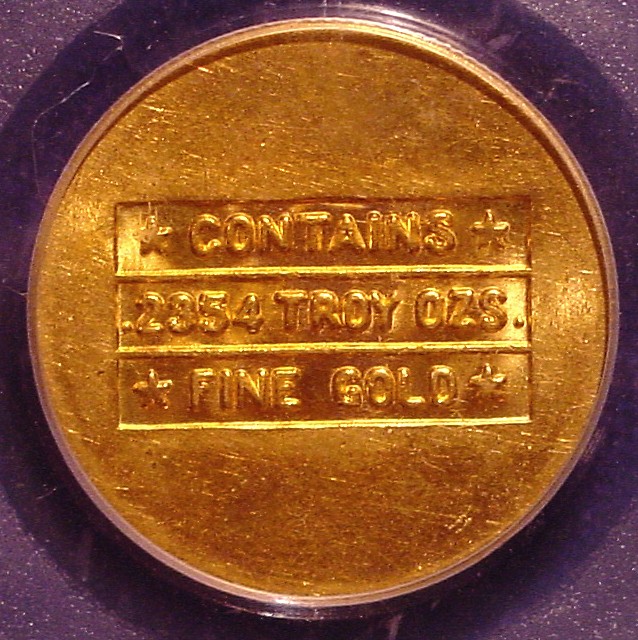 ★ CONTAINS ★
.2354 TROY OZS.
★ FINE GOLD ★